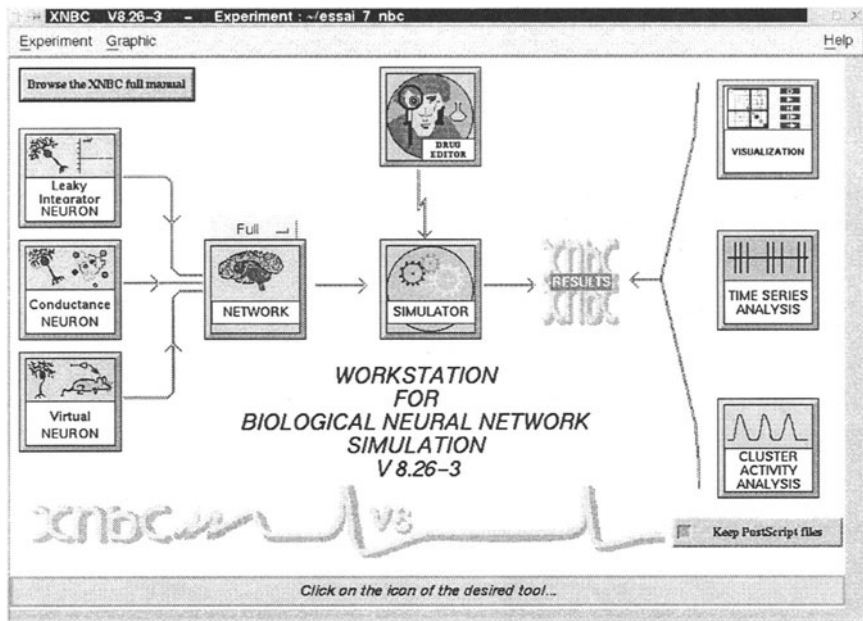 XNBC V8.26-3 - Experiment : ~/essai 7 nbc
Experiment Graphic Help
Browse the XNBC full manual
Leaky
Integrator
NEURON
Conductance
NEURON
Virtual
NEURON
Full
NETWORK
DRUG
EDITOR
SIMULATOR
xnbc
RESULTS
xnbc
VISUALIZATION
TIME SERIES
ANALYSIS
CLUSTER
ACTIVITY
ANALYSIS
WORKSTATION
FOR
BIOLOGICAL NEURAL NETWORK
SIMULATION
V 8.26-3
xnbc V8
Keep PostScript files
Click on the icon of the desired tool...